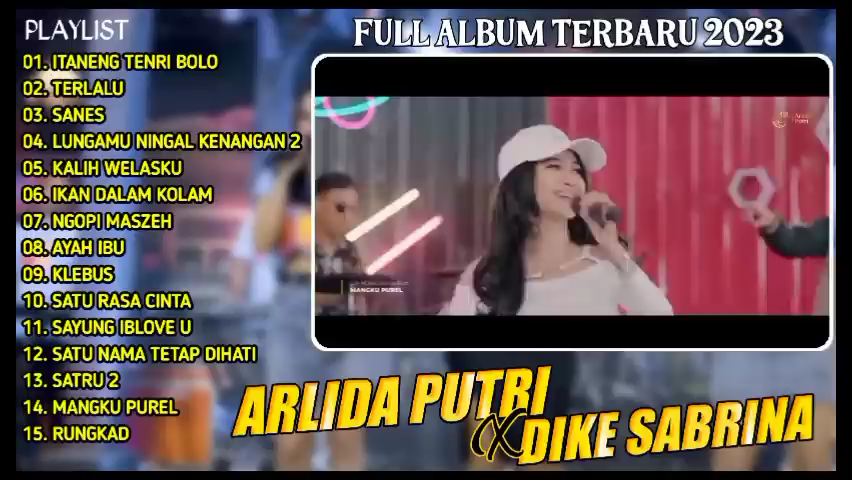 PLAYLIST
01. ITANENG TENRI BOLO
02. TERLALU
03. SANES
04. LUNGAMU NINGAL KENANGAN 2
05. KALIH WELASKU
06. IKAN DALAM KOLAM
07. NGOPI MASZEH
08. AYAH IBU
09. KLEBUS
10. SATU RASA CINTA
11. SAYUNG IBLOVE U
12. SATU NAMA TETAP DIHATI
13. SATRU 2
14. MANGKU PUREL
15. RUNGKAD
FULL ALBUM TERBARU 2023
MANGKU PUREL
ARLIDA PUTRI
X DIKE SABRINA